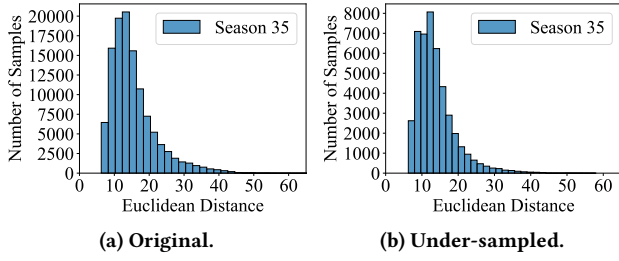 20000
17500
15000
12500
10000
7500
5000
2500
0
Number of Samples
Season 35
0 10 20 30 40 50 60
Euclidean Distance
(a) Original.
8000
7000
6000
5000
4000
3000
2000
1000
0
Number of Samples
Season 35
0 10 20 30 40 50 60
Euclidean Distance
(b) Under-sampled.